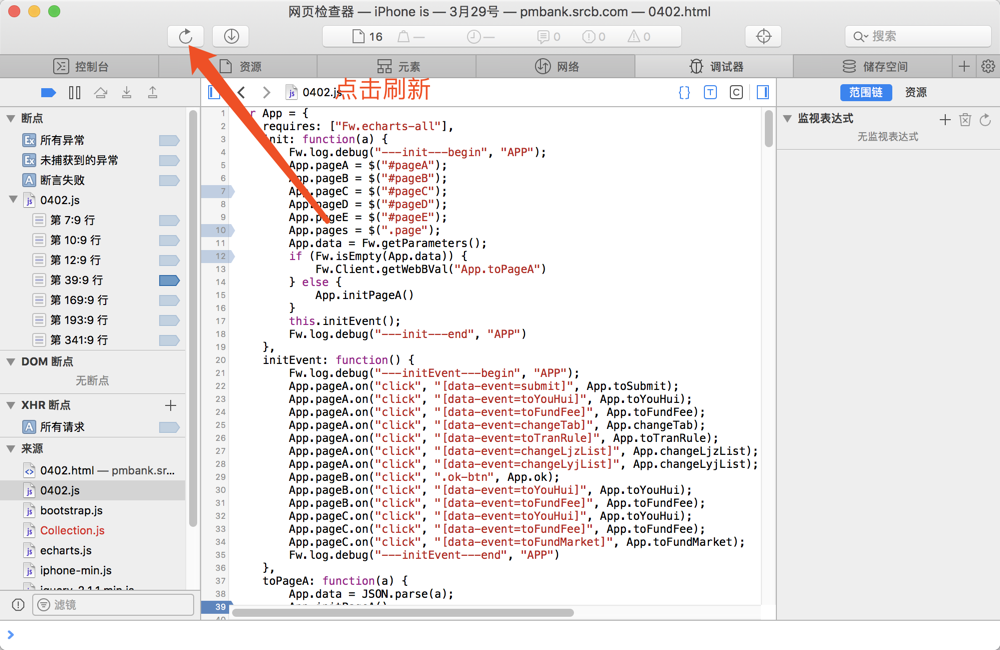 网页检查器 — iPhone is — 3月29号 — pmbank.srcb.com — 0402.html
16 — — 0 0 0 搜索
控制台 资源 元素 网络 调试器 储存空间
点击刷新
0402.js
范围链 资源
断点
所有异常
未捕获到的异常
断言失败
0402.js
第 7:9 行
第 10:9 行
第 12:9 行
第 39:9 行
第 169:9 行
第 193:9 行
第 341:9 行
DOM 断点
无断点
XHR 断点
所有请求
来源
0402.html — pmbank.sr...
0402.js
bootstrap.js
Collection.js
echarts.js
iphone-min.js
滤镜
1 r App = {
2 requires: ["Fw.echarts-all"],
3 init: function(a) {
4 Fw.log.debug("---init---begin", "APP");
5 App.pageA = $("#pageA");
6 App.pageB = $("#pageB");
7 App.pageC = $("#pageC");
8 App.pageD = $("#pageD");
9 App.pageE = $("#pageE");
10 App.pages = $(".page");
11 App.data = Fw.getParameters();
12 if (Fw.isEmpty(App.data)) {
13 Fw.Client.getWebBVal("App.toPageA")
14 } else {
15 App.initPageA()
16 }
17 this.initEvent();
18 Fw.log.debug("---init---end", "APP")
19 },
20 initEvent: function() {
21 Fw.log.debug("---initEvent---begin", "APP");
22 App.pageA.on("click", "[data-event=submit]", App.toSubmit);
23 App.pageA.on("click", "[data-event=toYouHui]", App.toYouHui);
24 App.pageA.on("click", "[data-event=toFundFee]", App.toFundFee);
25 App.pageA.on("click", "[data-event=changeTab]", App.changeTab);
26 App.pageA.on("click", "[data-event=toTranRule]", App.toTranRule);
27 App.pageA.on("click", "[data-event=changeLjzList]", App.changeLjzList);
28 App.pageA.on("click", "[data-event=changeLyjList]", App.changeLyjList);
29 App.pageB.on("click", ".ok-btn", App.ok);
30 App.pageB.on("click", "[data-event=toYouHui]", App.toYouHui);
31 App.pageB.on("click", "[data-event=toFundFee]", App.toFundFee);
32 App.pageC.on("click", "[data-event=toYouHui]", App.toYouHui);
33 App.pageC.on("click", "[data-event=toFundFee]", App.toFundFee);
34 App.pageC.on("click", "[data-event=toFundMarket]", App.toFundMarket);
35 Fw.log.debug("---initEvent---end", "APP")
36 },
37 toPageA: function(a) {
38 App.data = JSON.parse(a);
39
监视表达式
无监视表达式